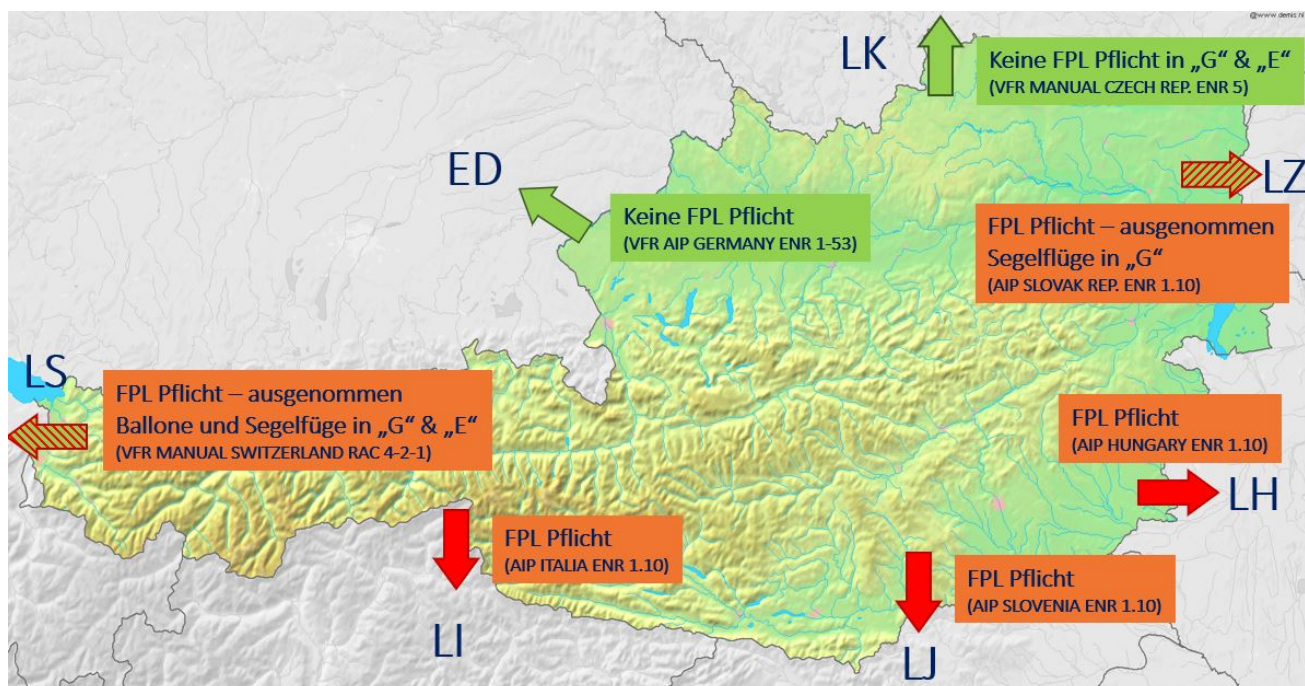 @www.demis.nl
LK
Keine FPL Pflicht in „G“ & „E“
(VFR MANUAL CZECH REP. ENR 5)
ED
LZ
Keine FPL Pflicht
(VFR AIP GERMANY ENR 1-53)
FPL Pflicht – ausgenommen
Segelflüge in „G“
(AIP SLOVAK REP. ENR 1.10)
LS
FPL Pflicht – ausgenommen
Ballone und Segelfüge in „G“ & „E“
(VFR MANUAL SWITZERLAND RAC 4-2-1)
FPL Pflicht
(AIP HUNGARY ENR 1.10)
LH
FPL Pflicht
(AIP ITALIA ENR 1.10)
LI
FPL Pflicht
(AIP SLOVENIA ENR 1.10)
LJ